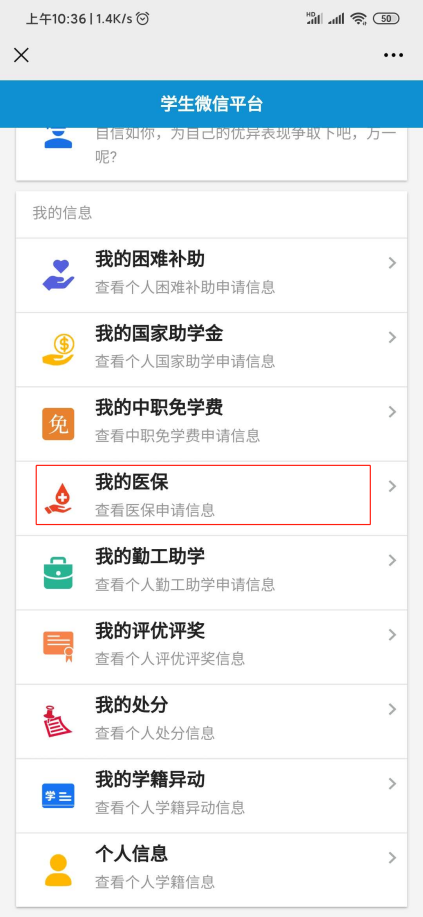 上午10:36 | 1.4K/s
HD
50
学生微信平台
自信如你，为自己的优异表现争取下吧，万一
呢?
我的信息
我的困难补助
查看个人困难补助申请信息
我的国家助学金
查看个人国家助学申请信息
免
我的中职免学费
查看中职免学费申请信息
我的医保
查看医保申请信息
我的勤工助学
查看个人勤工助学申请信息
我的评优评奖
查看个人评优评奖信息
我的处分
查看个人处分信息
学
我的学籍异动
查看个人学籍异动信息
个人信息
查看个人学籍信息